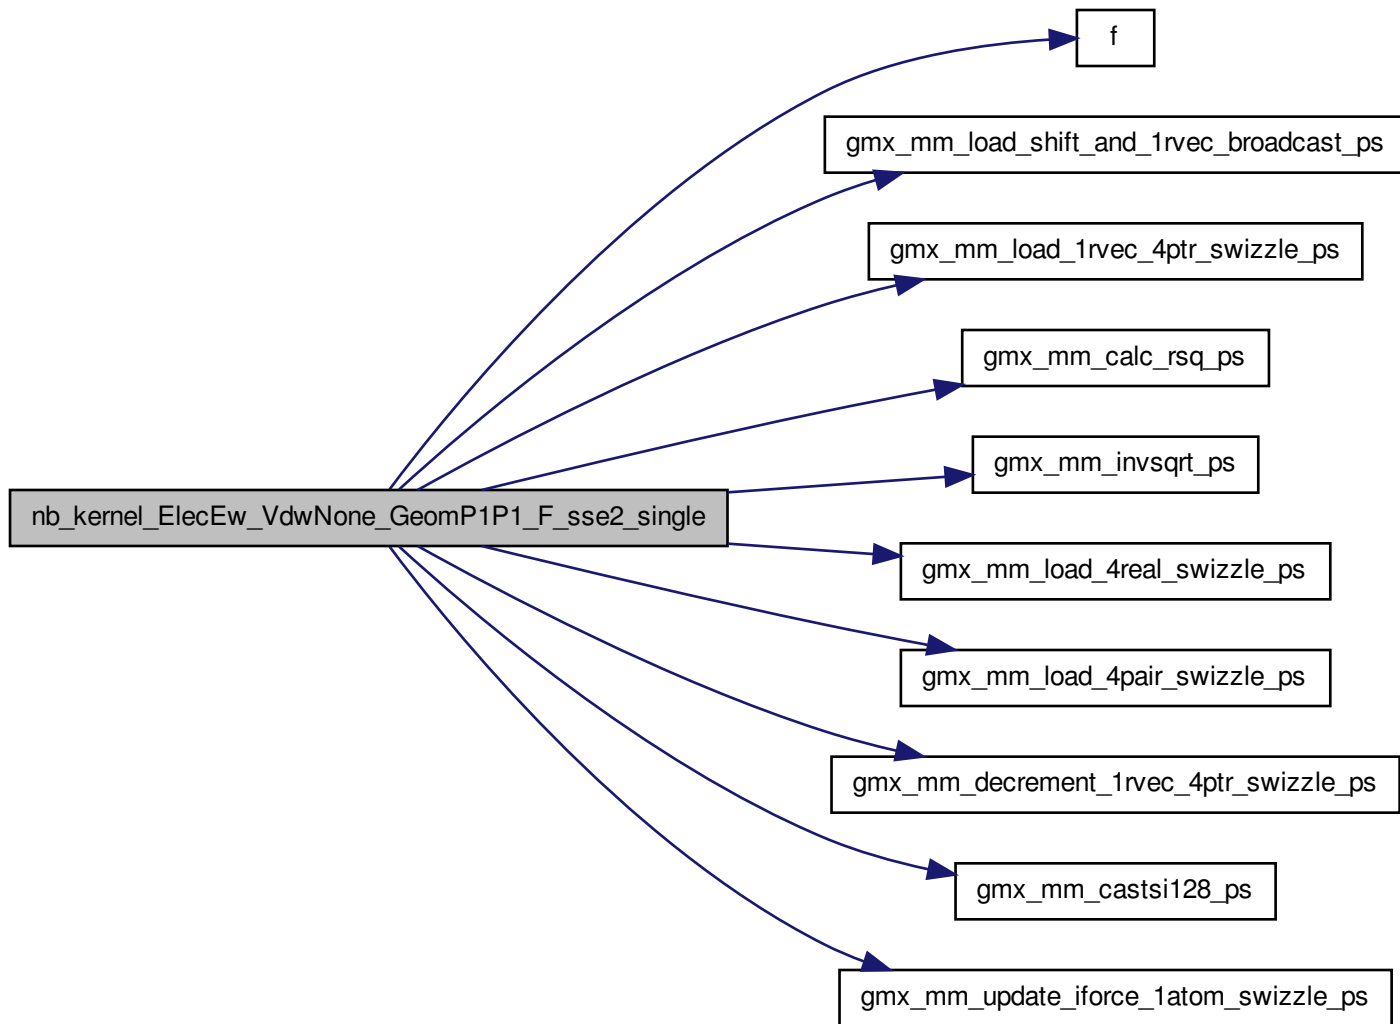 f
gmx_mm_load_shift_and_1rvec_broadcast_ps
gmx_mm_load_1rvec_4ptr_swizzle_ps
gmx_mm_calc_rsq_ps
gmx_mm_invsqrt_ps
nb_kernel_ElecEw_VdwNone_GeomP1P1_F_sse2_single
gmx_mm_load_4real_swizzle_ps
gmx_mm_load_4pair_swizzle_ps
gmx_mm_decrement_1rvec_4ptr_swizzle_ps
gmx_mm_castsi128_ps
gmx_mm_update_iforce_1atom_swizzle_ps